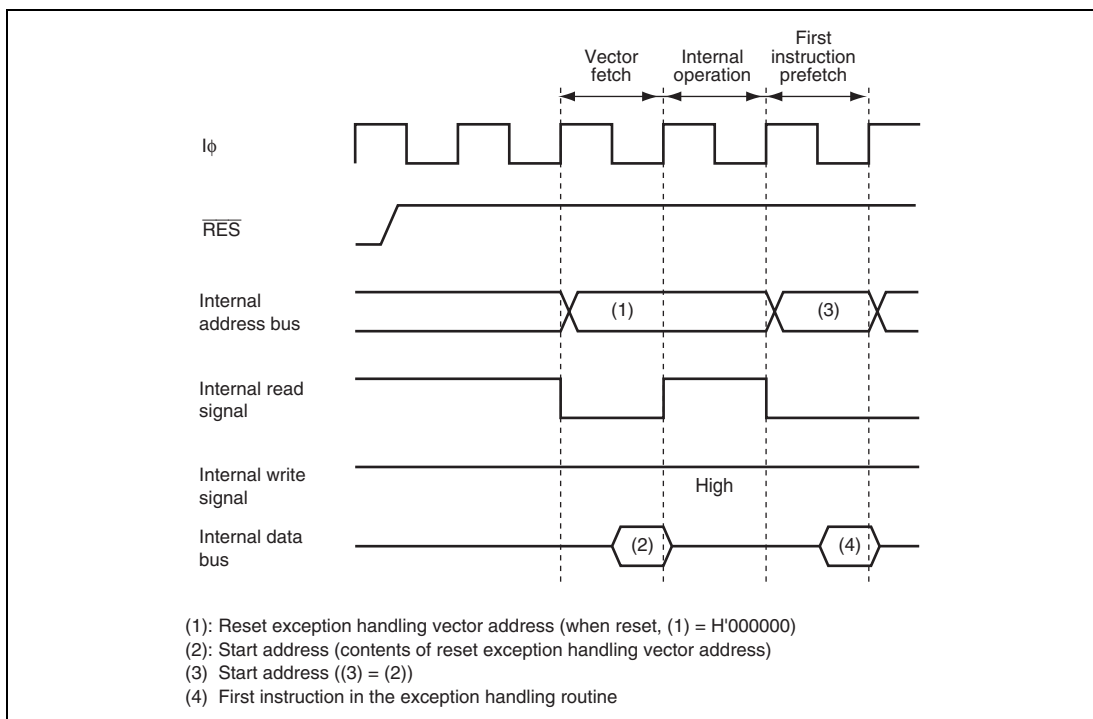 First
Vector Internal instruction
fetch operation prefetch
Iϕ
RES
Internal
address bus
(1) (3)
Internal read
signal
Internal write
signal
High
Internal data
bus
(2) (4)
(1): Reset exception handling vector address (when reset, (1) = H'000000)
(2): Start address (contents of reset exception handling vector address)
(3) Start address ((3) = (2))
(4) First instruction in the exception handling routine